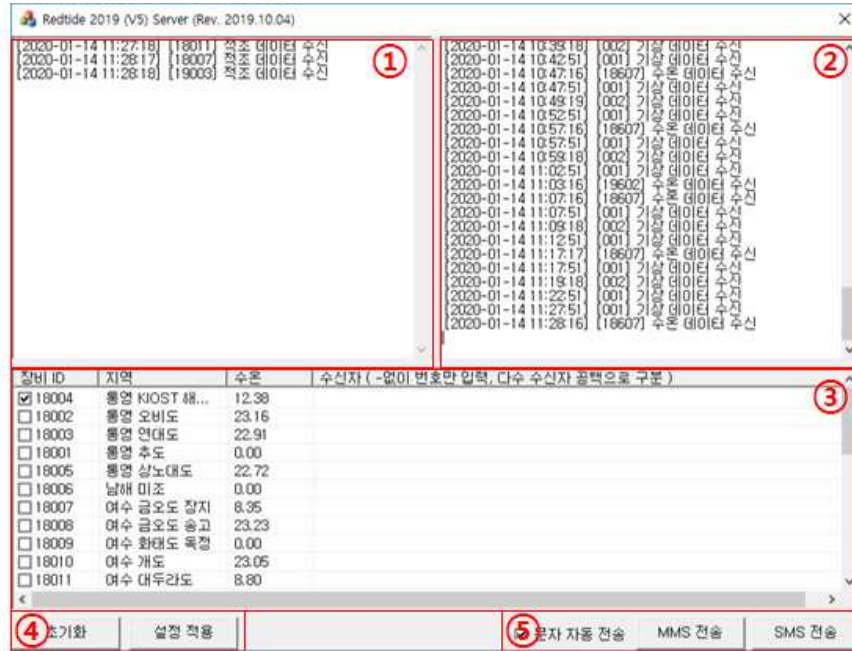 Redtide 2019 (V5) Server (Rev. 2019.10.04)
[2020-01-14 11:27:18] [18011] 적조 데이터 수신
[2020-01-14 11:28:17] [18007] 적조 데이터 수신
[2020-01-14 11:28:18] [19003] 적조 데이터 수신
①
[2020-01-14 10:39:18] [002] 기상 데이터 수신
[2020-01-14 10:42:51] [001] 기상 데이터 수신
[2020-01-14 10:47:16] [18607] 수온 데이터 수신
[2020-01-14 10:47:51] [001] 기상 데이터 수신
[2020-01-14 10:49:19] [002] 기상 데이터 수신
[2020-01-14 10:52:51] [001] 기상 데이터 수신
[2020-01-14 10:57:16] [18607] 수온 데이터 수신
[2020-01-14 10:57:51] [001] 기상 데이터 수신
[2020-01-14 10:59:18] [002] 기상 데이터 수신
[2020-01-14 11:02:51] [001] 기상 데이터 수신
[2020-01-14 11:03:16] [19602] 수온 데이터 수신
[2020-01-14 11:07:16] [18607] 수온 데이터 수신
[2020-01-14 11:07:51] [001] 기상 데이터 수신
[2020-01-14 11:09:18] [002] 기상 데이터 수신
[2020-01-14 11:12:51] [001] 기상 데이터 수신
[2020-01-14 11:17:17] [18607] 수온 데이터 수신
[2020-01-14 11:17:51] [001] 기상 데이터 수신
[2020-01-14 11:19:18] [002] 기상 데이터 수신
[2020-01-14 11:22:51] [001] 기상 데이터 수신
[2020-01-14 11:27:51] [001] 기상 데이터 수신
[2020-01-14 11:28:16] [18607] 수온 데이터 수신
②
장비 ID 지역 수온 수신자 ( -없이 번호만 입력, 다수 수신자 공백으로 구분 )
③
18004 통영 KIOST 해... 12.38
18002 통영 오비도 23.16
18003 통영 연대도 22.91
18001 통영 추도 0.00
18005 통영 상노대도 22.72
18006 남해 미조 0.00
18007 여수 금오도 장지 8.35
18008 여수 금오도 송고 23.23
18009 여수 화태도 독정 0.00
18010 여수 개도 23.05
18011 여수 대두라도 8.80
④ 초기화 설정 적용 ⑤ 문자 자동 전송 MMS 전송 SMS 전송